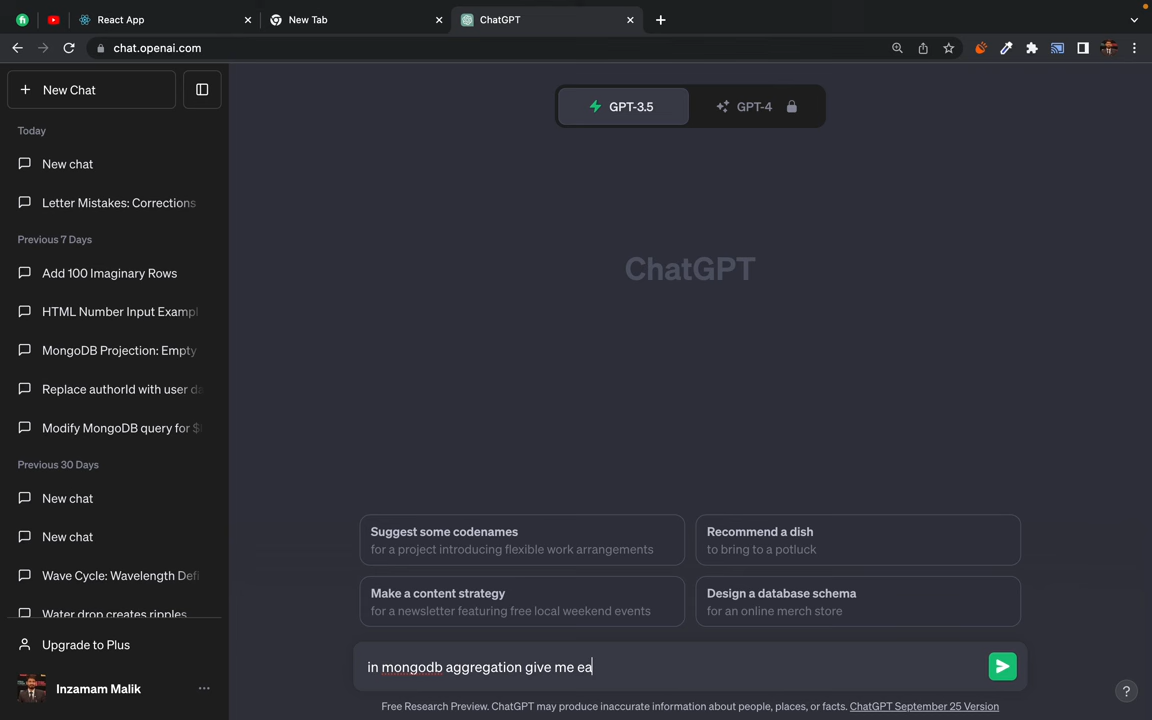 React App
New Tab
ChatGPT
chat.openai.com
New Chat
Today
New chat
Letter Mistakes: Corrections
Previous 7 Days
Add 100 Imaginary Rows
HTML Number Input Exampl
MongoDB Projection: Empty
Replace authorId with user da
Modify MongoDB query for $
Previous 30 Days
New chat
New chat
Wave Cycle: Wavelength Defi
Water drop creates ripples
Upgrade to Plus
Inzamam Malik
GPT-3.5
GPT-4
ChatGPT
Suggest some codenames
for a project introducing flexible work arrangements
Recommend a dish
to bring to a potluck
Make a content strategy
for a newsletter featuring free local weekend events
Design a database schema
for an online merch store
in mongodb aggregation give me ea
Free Research Preview. ChatGPT may produce inaccurate information about people, places, or facts. ChatGPT September 25 Version
?